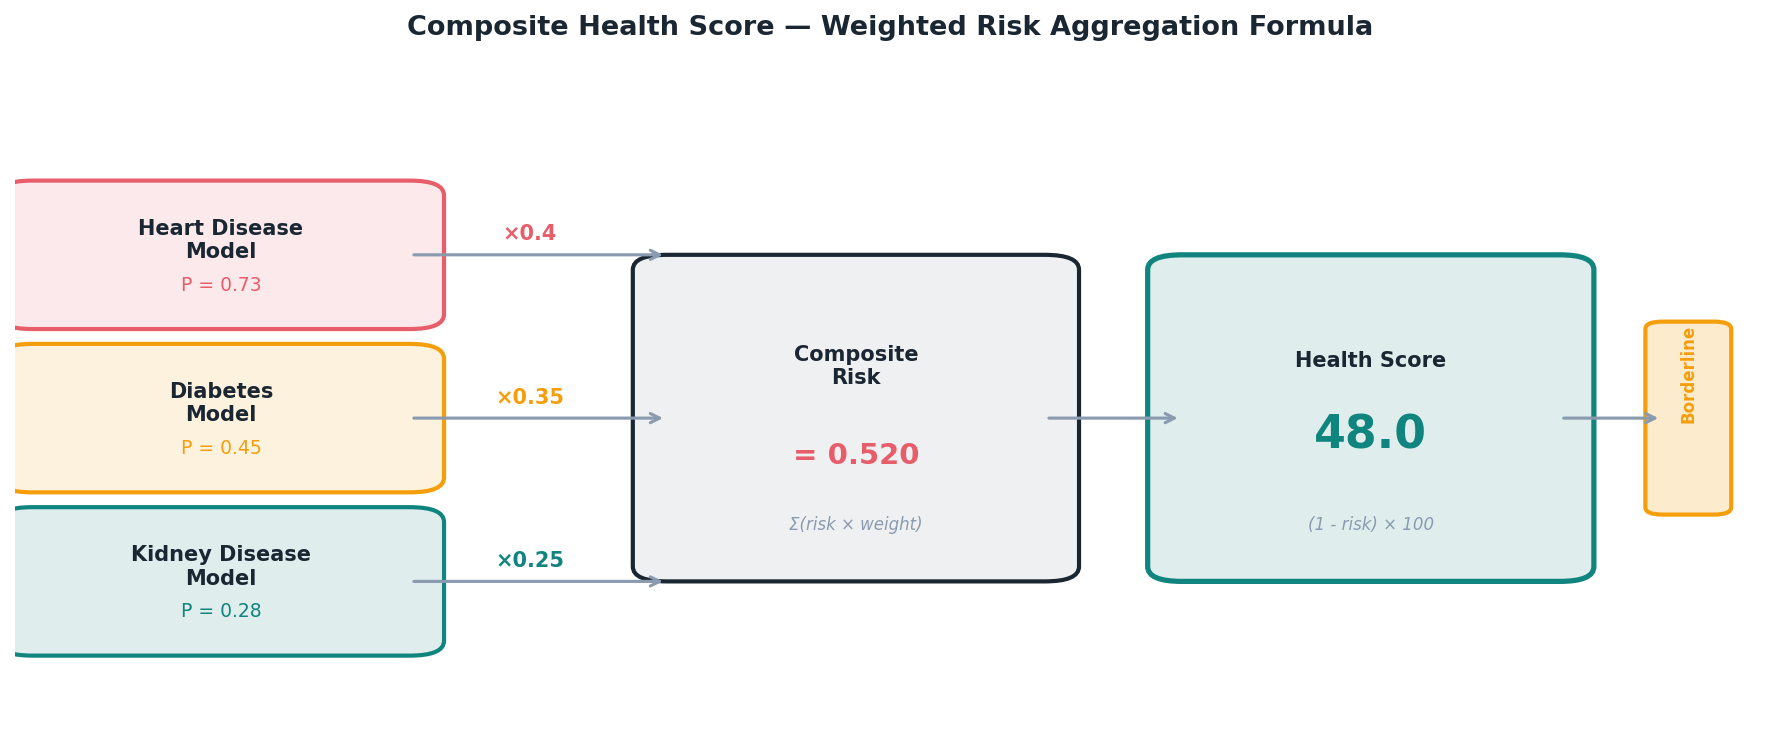 Composite Health Score — Weighted Risk Aggregation Formula
Heart Disease
Model
P = 0.73
×0.4
Diabetes
Model
P = 0.45
×0.35
Kidney Disease
Model
P = 0.28
×0.25
Composite
Risk
= 0.520
Σ(risk × weight)
Health Score
48.0
(1 - risk) × 100
Borderline